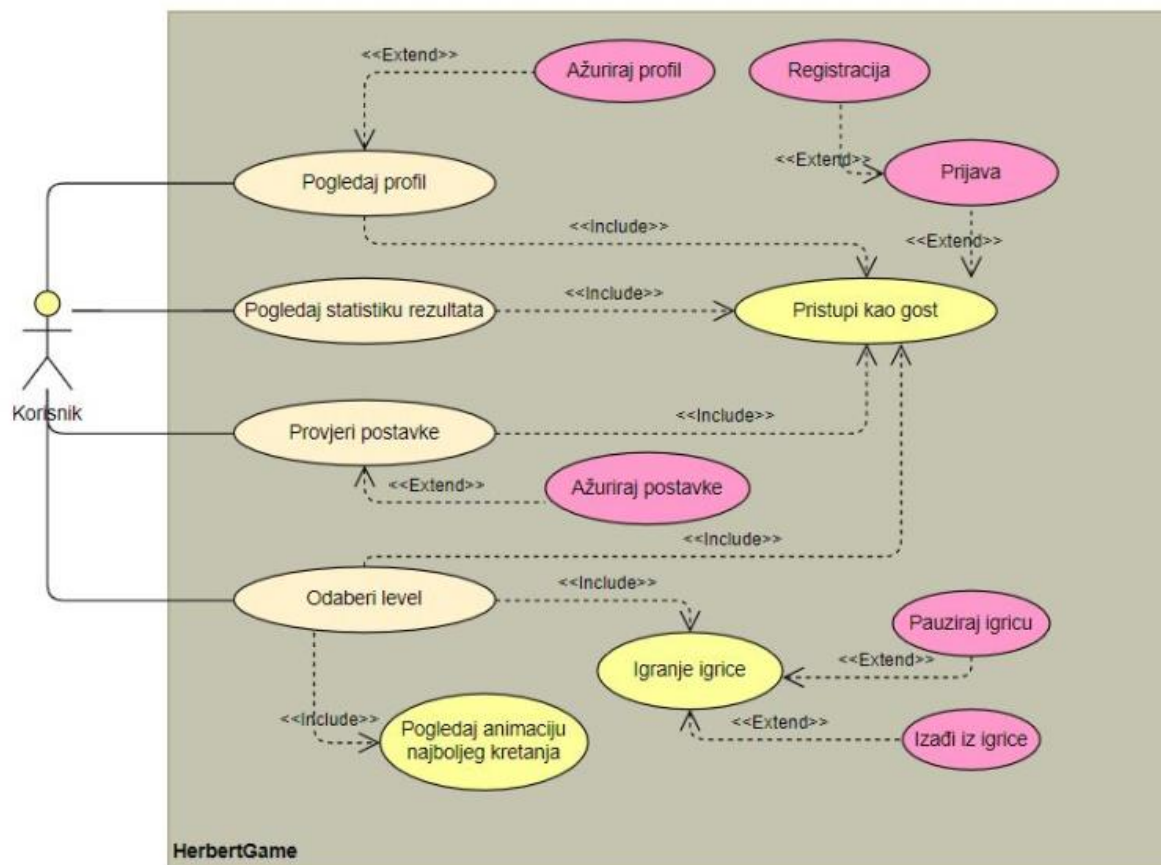 <<Extend>>
Ažuriraj profil
Registracija
<<Extend>>
Prijava
Pogledaj profil
<<Include>>
<<Extend>>
Pogledaj statistiku rezultata
<<Include>>
Pristupi kao gost
Korisnik
Provjeri postavke
<<Include>>
<<Extend>>
Ažuriraj postavke
<<Include>>
Odaberi level
<<Include>>
Pauziraj igricu
<<Extend>>
Igranje igrice
<<Include>>
Pogledaj animaciju
najboljeg kretanja
<<Extend>>
Izađi iz igrice
HerbertGame